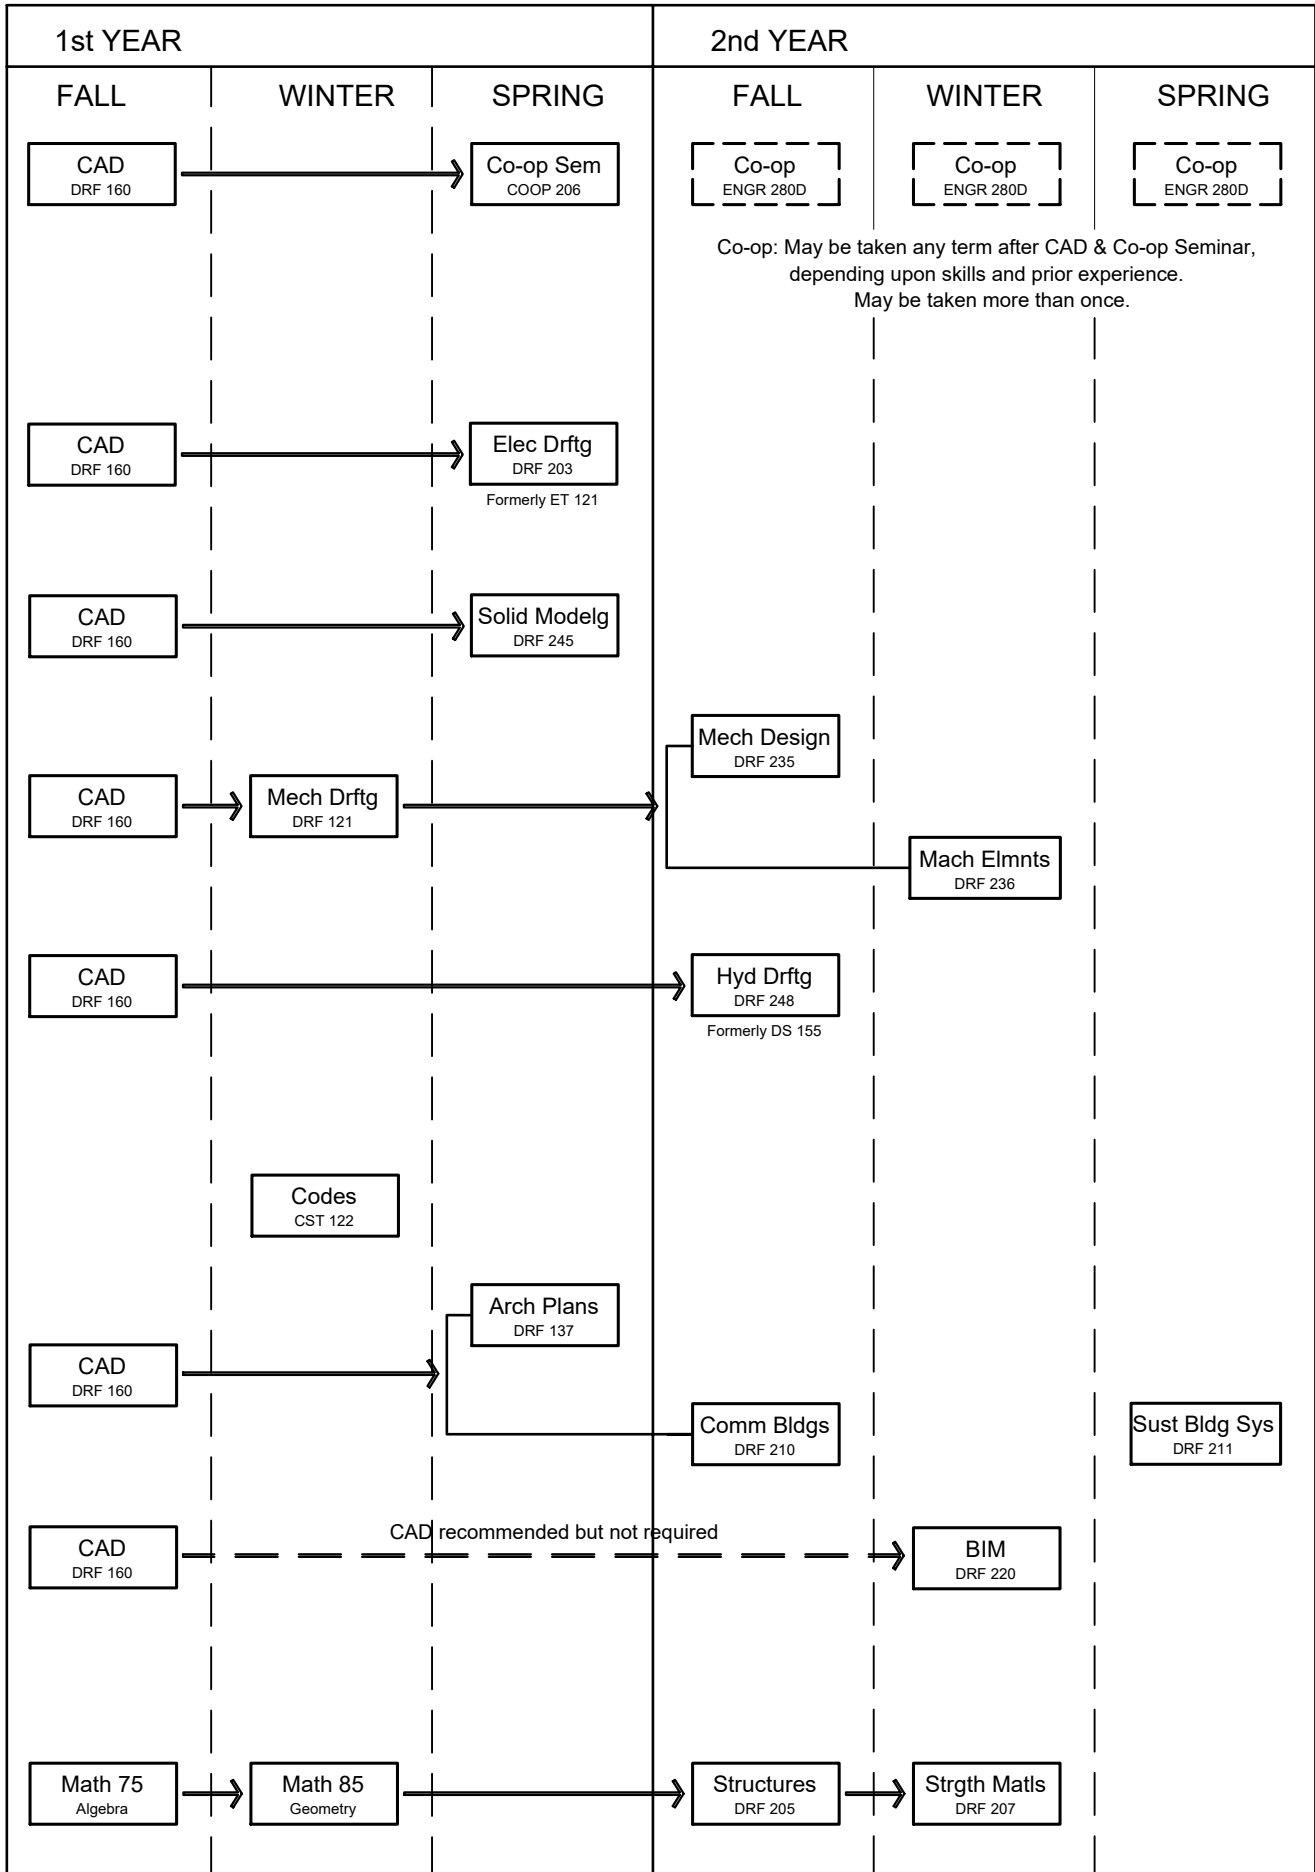 1st YEAR
2nd YEAR
FALL
WINTER
SPRING
FALL
WINTER
SPRING
CAD
DRF 160
Co-op Sem
COOP 206
Co-op
ENGR 280D
Co-op
ENGR 280D
Co-op
ENGR 280D
Co-op: May be taken any term after CAD & Co-op Seminar,
depending upon skills and prior experience.
May be taken more than once.
CAD
DRF 160
Elec Drftg
DRF 203
Formerly ET 121
CAD
DRF 160
Solid Modelg
DRF 245
Mech Design
DRF 235
CAD
DRF 160
Mech Drftg
DRF 121
Mach Elmnts
DRF 236
CAD
DRF 160
Hyd Drftg
DRF 248
Formerly DS 155
Codes
CST 122
Arch Plans
DRF 137
CAD
DRF 160
Comm Bldgs
DRF 210
Sust Bldg Sys
DRF 211
CAD recommended but not required
CAD
DRF 160
BIM
DRF 220
Math 75
Algebra
Math 85
Geometry
Structures
DRF 205
Strgth Matls
DRF 207